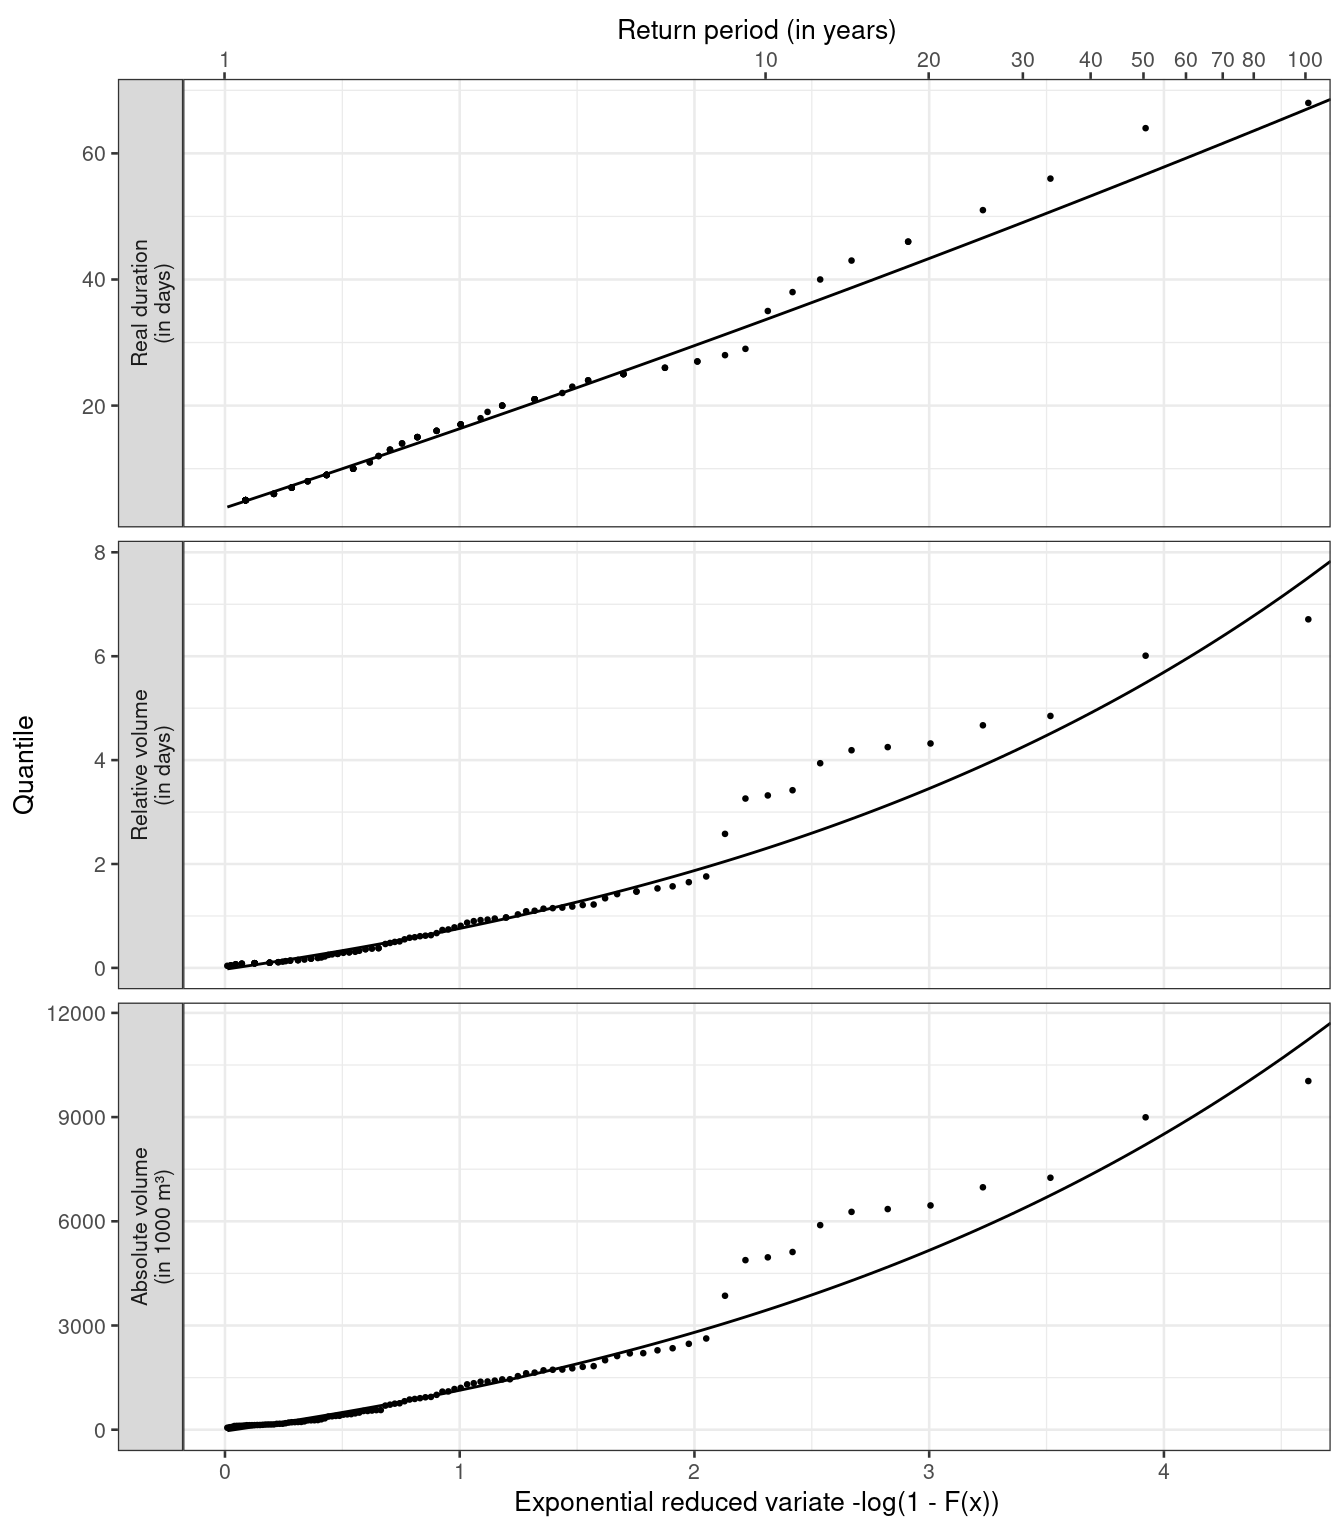 Return period (in years)
1 10 20 30 40 50 60 70 80 100
Real duration
(in days)
60
40
20
Quantile
Relative volume
(in days)
8
6
4
2
0
Absolute volume
(in 1000 m³)
12000
9000
6000
3000
0
0 1 2 3 4
Exponential reduced variate -log(1 - F(x))